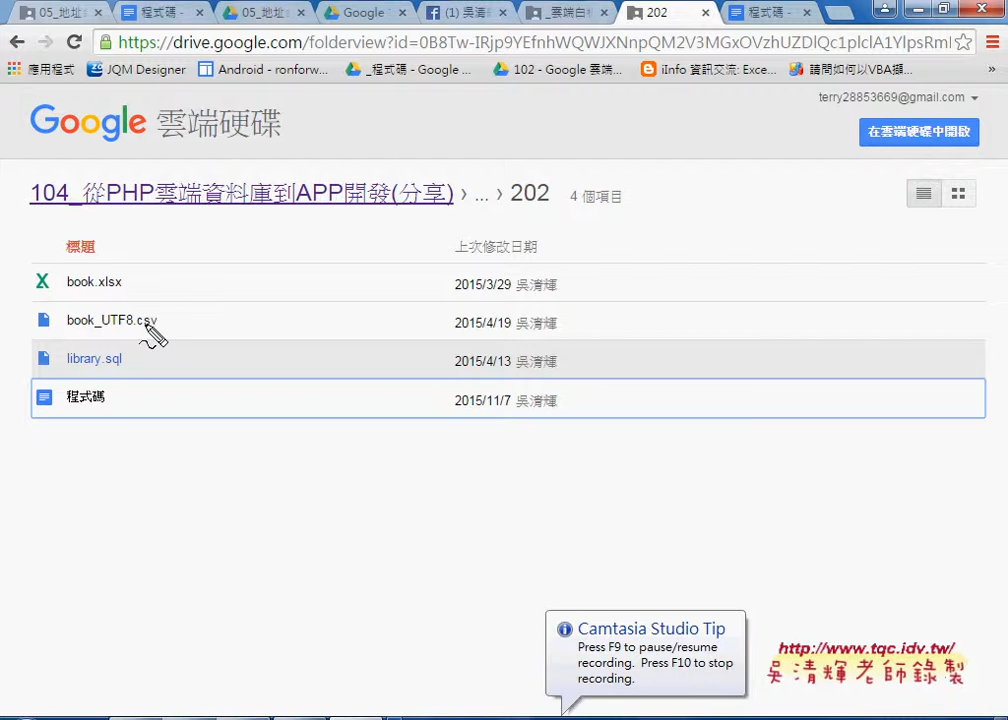 05_地址
程式碼 -
05_地址
Google
(1) 吳清
_雲端白
202
程式碼 -
https://drive.google.com/folderview?id=0B8Tw-IRjp9YEfnhWQWJXNnpQM2V3MGxOVzhUZDlQc1plclA1YlpsRml
應用程式
JQM Designer
Android - ronforw...
_程式碼 - Google ...
102 - Google 雲端...
iInfo 資訊交流: Exce...
請問如何以VBA擷...
»
terry28853669@gmail.com
Google 雲端硬碟
在雲端硬碟中開啟
104_從PHP雲端資料庫到APP開發(分享) › ... › 202 4 個項目
標題 上次修改日期
book.xlsx 2015/3/29 吳清輝
book_UTF8.csv 2015/4/19 吳清輝
library.sql 2015/4/13 吳清輝
程式碼 2015/11/7 吳清輝
Camtasia Studio Tip
Press F9 to pause/resume
recording. Press F10 to stop
recording.
http://www.tqc.idv.tw/
吳清輝老師錄製